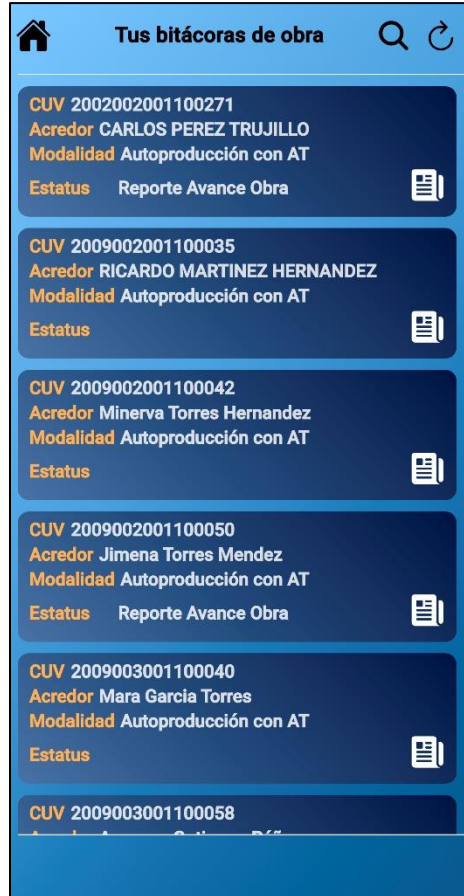 Tus bitácoras de obra
CUV 2002002001100271
Acredor CARLOS PEREZ TRUJILLO
Modalidad Autoproducción con AT
Estatus Reporte Avance Obra
CUV 2009002001100035
Acredor RICARDO MARTINEZ HERNANDEZ
Modalidad Autoproducción con AT
Estatus
CUV 2009002001100042
Acredor Minerva Torres Hernandez
Modalidad Autoproducción con AT
Estatus
CUV 2009002001100050
Acredor Jimena Torres Mendez
Modalidad Autoproducción con AT
Estatus Reporte Avance Obra
CUV 2009003001100040
Acredor Mara Garcia Torres
Modalidad Autoproducción con AT
Estatus
CUV 2009003001100058